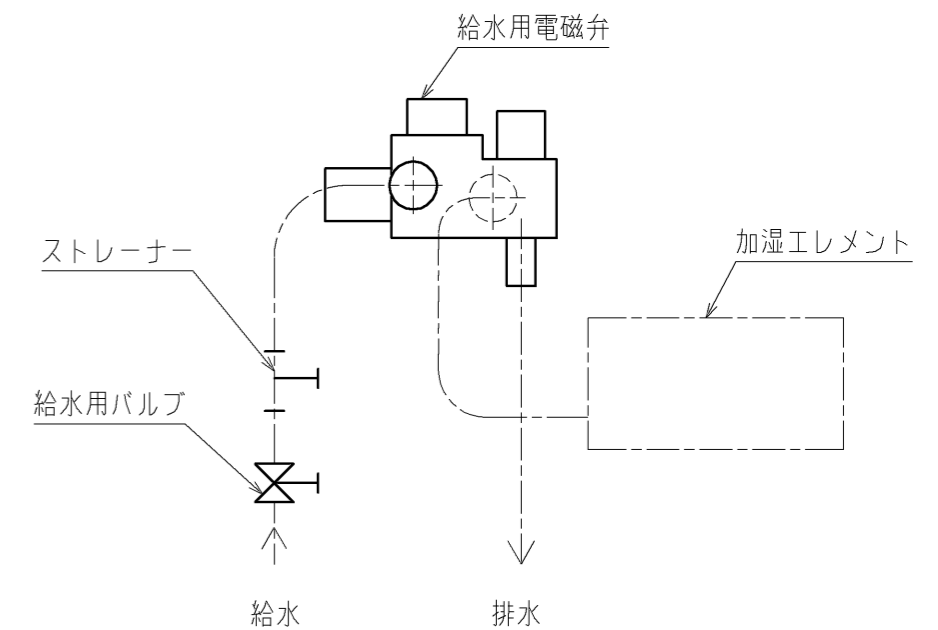 給水用電磁弁
ストレーナー
加湿エレメント
給水用バルブ
給水
排水